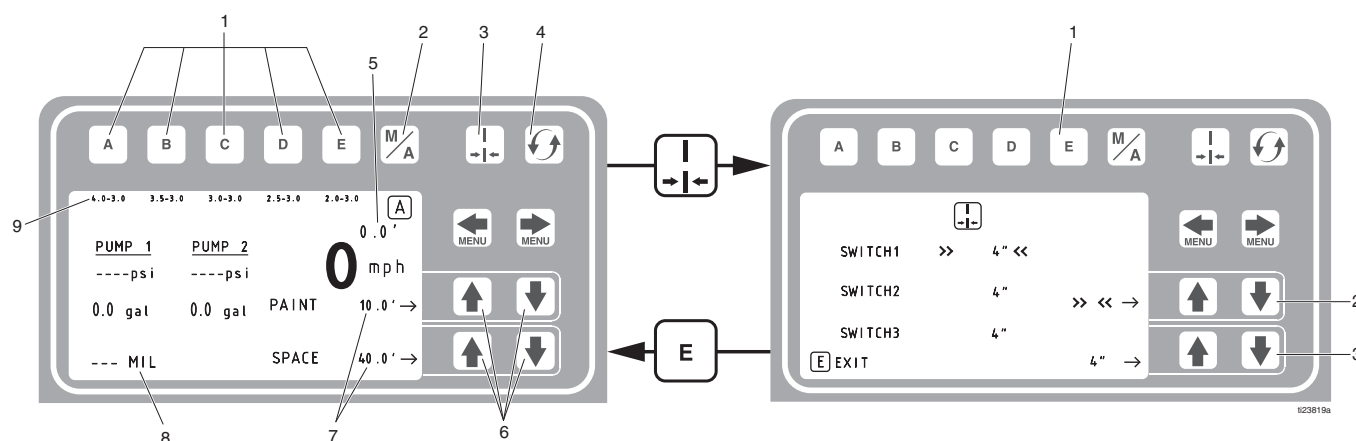 1
2
3
4
5
A
B
C
D
E
M/A
4.0-3.0 3.5-3.0 3.0-3.0 2.5-3.0 2.0-3.0
A
9
0.0'
PUMP 1 PUMP 2
0 mph
----psi ----psi
0.0 gal 0.0 gal
PAINT 10.0' →
SPACE 40.0' →
--- MIL
MENU
MENU
8
7
6
E
1
A
B
C
D
E
M/A
MENU
MENU
SWITCH1 >> 4" <<
SWITCH2 4"
>> << →
SWITCH3 4"
E EXIT 4" →
2
ti23819a